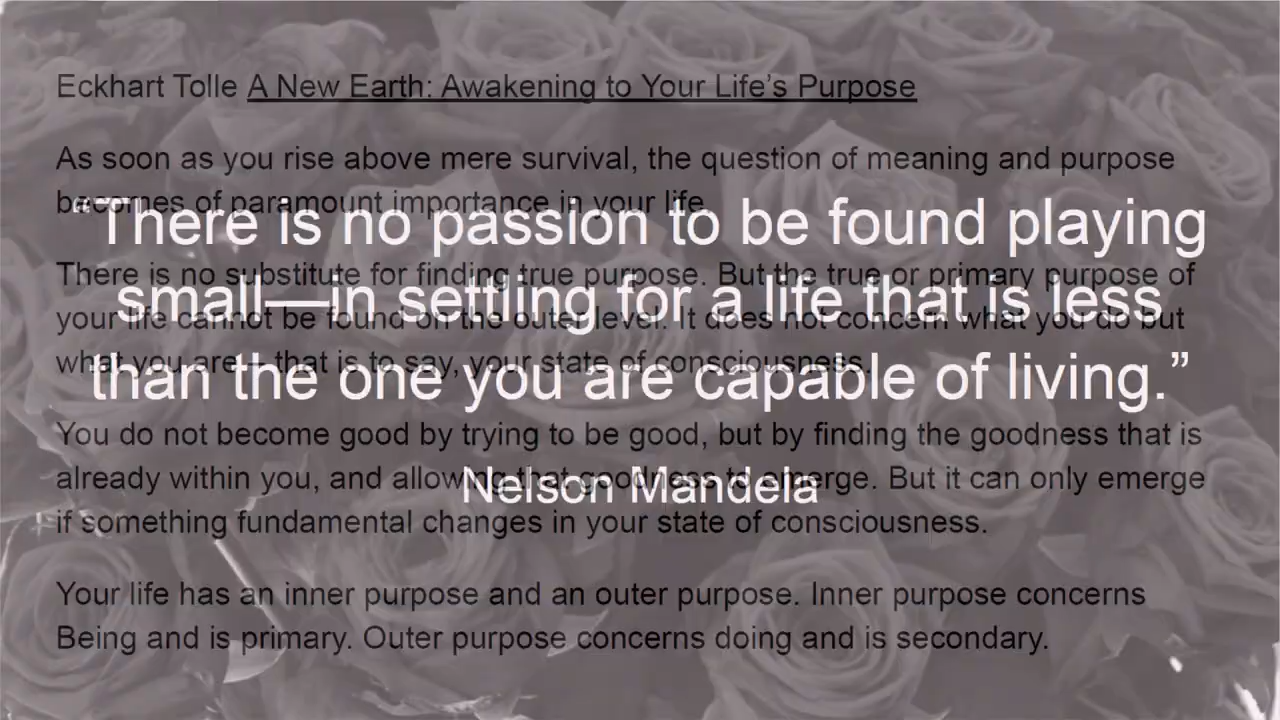 Eckhart Tolle A New Earth: Awakening to Your Life’s Purpose
As soon as you rise above mere survival, the question of meaning and purpose
becomes of paramount importance in your life.
There is no substitute for finding true purpose. But the true or primary purpose of
your life cannot be found on the outer level. It does not concern what you do but
what you are—that is to say, your state of consciousness.
You do not become good by trying to be good, but by finding the goodness that is
already within you, and allowing that goodness to emerge. But it can only emerge
if something fundamental changes in your state of consciousness.
Your life has an inner purpose and an outer purpose. Inner purpose concerns
Being and is primary. Outer purpose concerns doing and is secondary.
“There is no passion to be found playing
small—in settling for a life that is less
than the one you are capable of living.”
Nelson Mandela